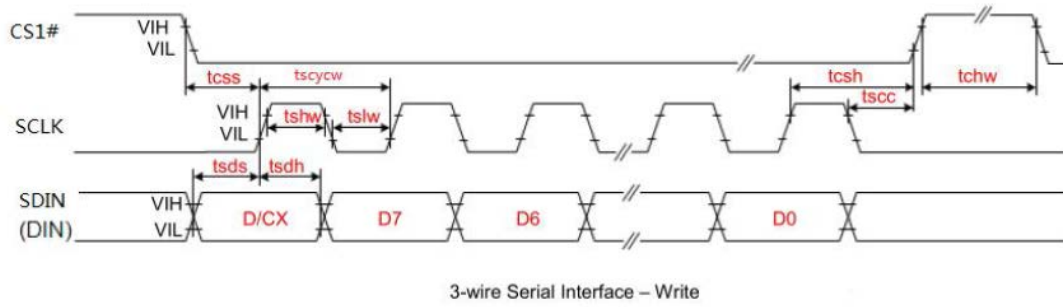 CS1# VIH VIL
tcss tscycw tcsh tchw
tscc
SCLK VIH VIL tshw tslw
tsds tsdh
SDIN VIH
(DIN) VIL D/CX D7 D6 D0
3-wire Serial Interface – Write